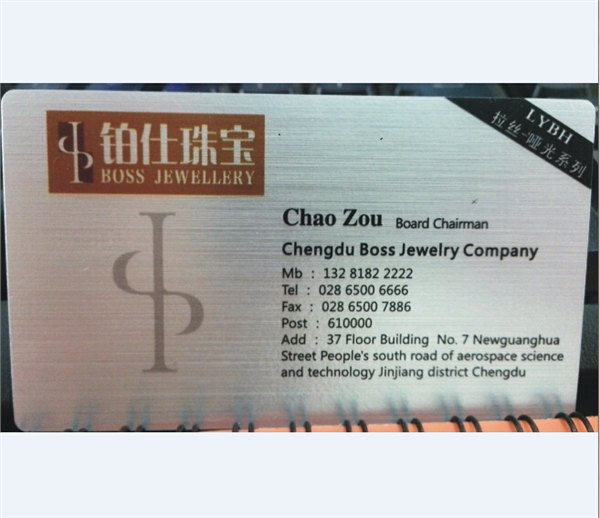 铂仕珠宝
BOSS JEWELLERY
LYBH
拉丝-哑光系列
Chao Zou Board Chairman
Chengdu Boss Jewelry Company
Mb : 132 8182 2222
Tel : 028 6500 6666
Fax : 028 6500 7886
Post : 610000
Add : 37 Floor Building No. 7 Newguanghua
Street People's south road of aerospace science
and technology Jinjiang district Chengdu